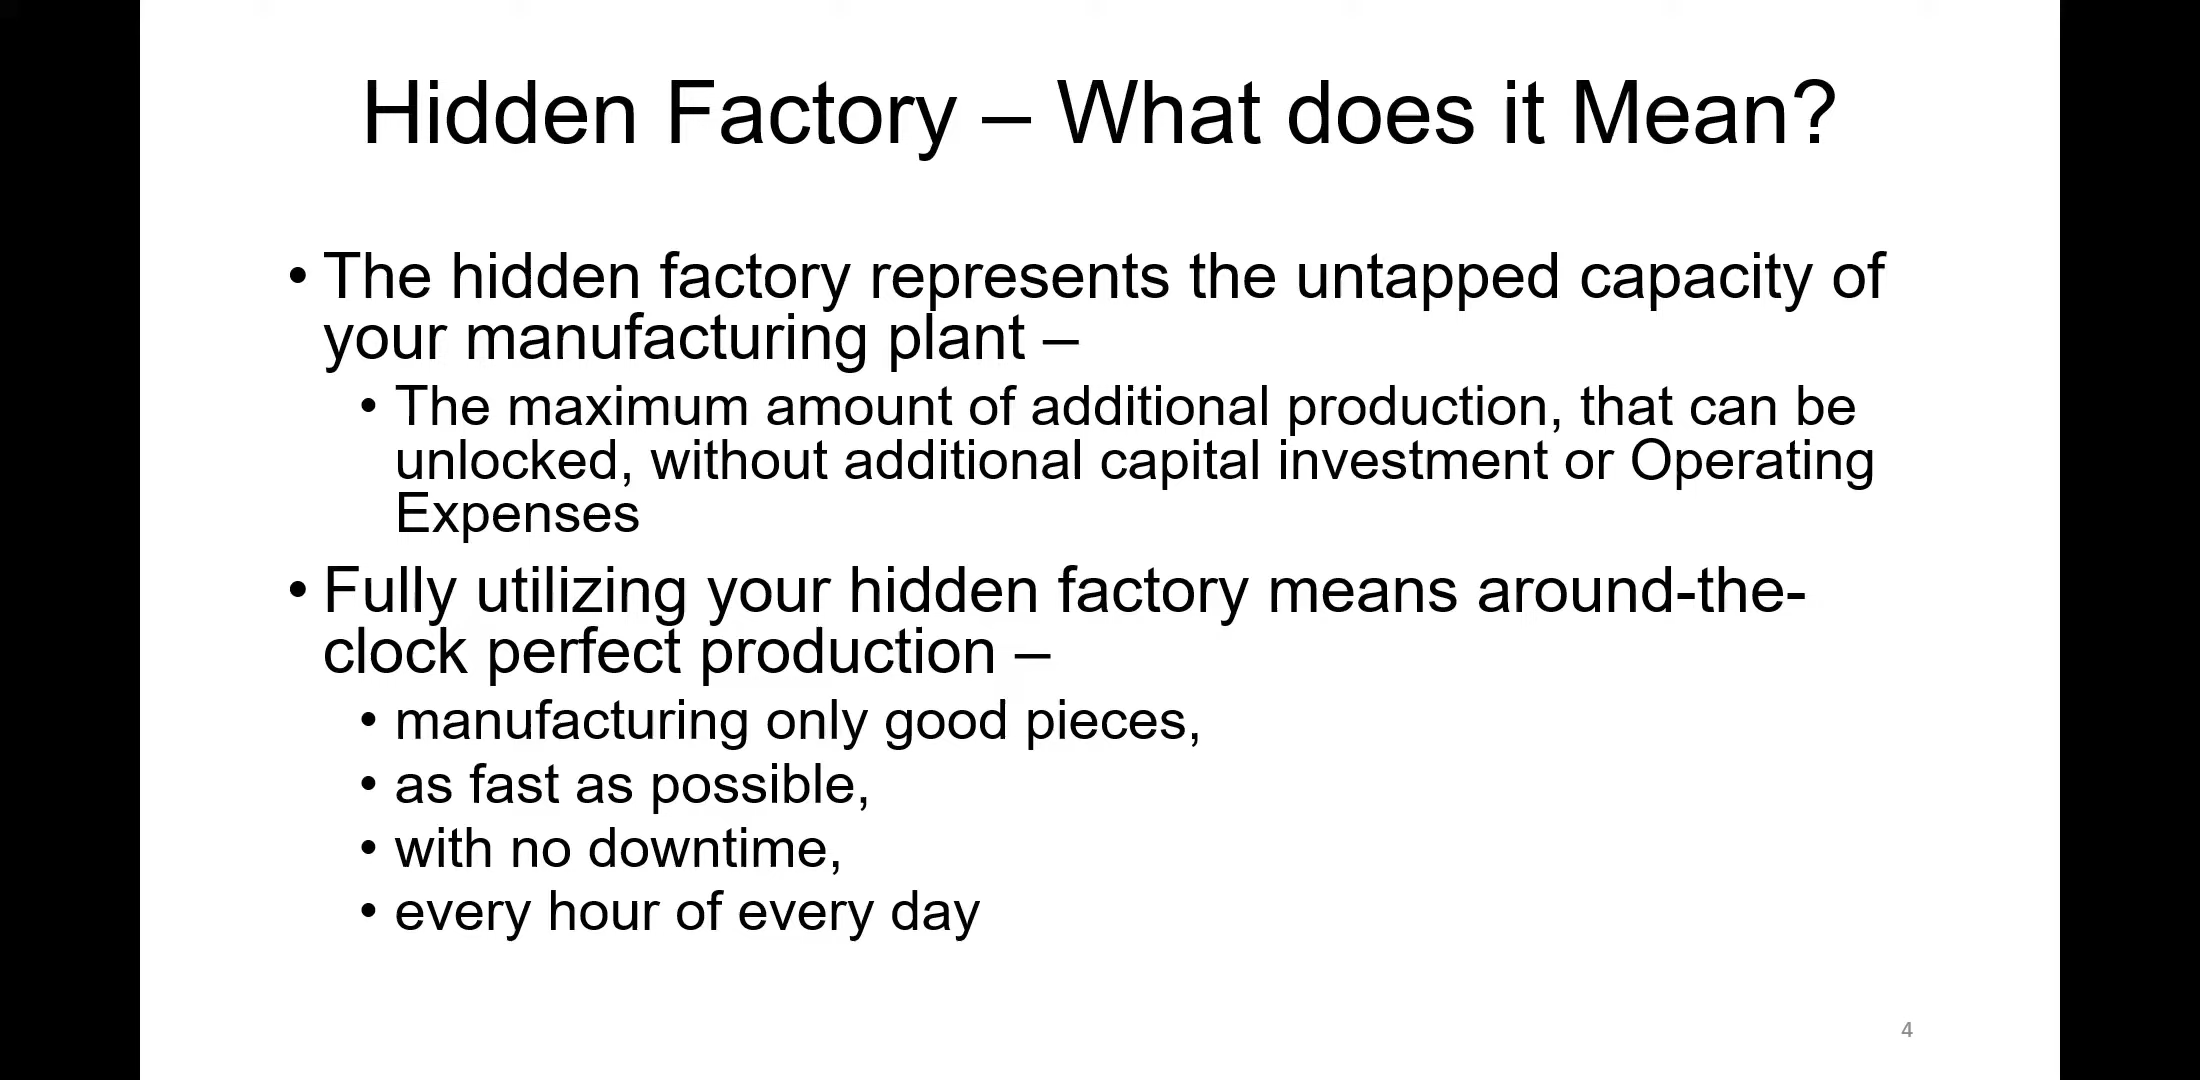 Hidden Factory – What does it Mean?
• The hidden factory represents the untapped capacity of
your manufacturing plant –
• The maximum amount of additional production, that can be
unlocked, without additional capital investment or Operating
Expenses
• Fully utilizing your hidden factory means around-the-
clock perfect production –
• manufacturing only good pieces,
• as fast as possible,
• with no downtime,
• every hour of every day
4